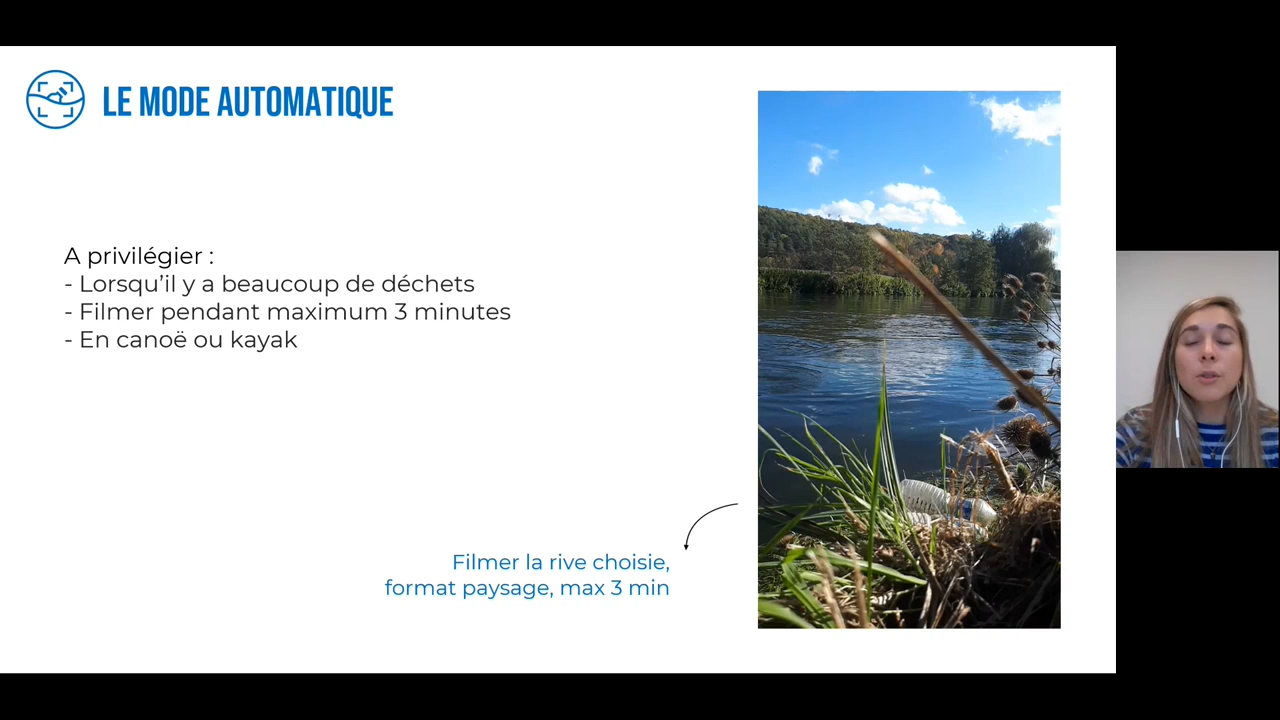 LE MODE AUTOMATIQUE
A privilégier :
- Lorsqu'il y a beaucoup de déchets
- Filmer pendant maximum 3 minutes
- En canoë ou kayak
Filmer la rive choisie,
format paysage, max 3 min